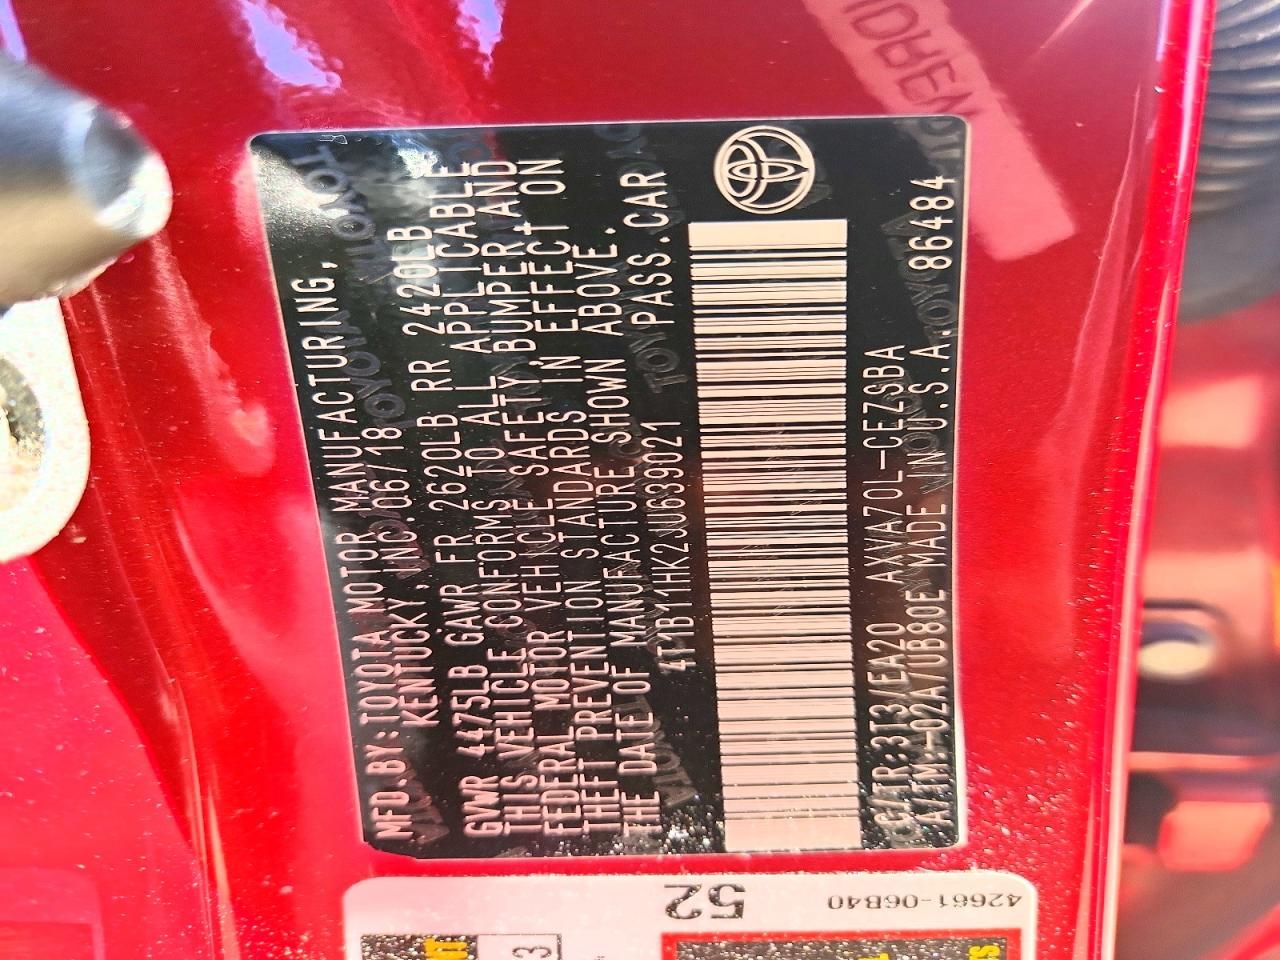 MFD.BY:TOYOTA MOTOR MANUFACTURING,
KENTUCKY, INC. 06/18
GVWR 4475LB GAWR FR 2620LB RR 2420LB
THIS VEHICLE CONFORMS TO ALL APPLICABLE
FEDERAL MOTOR VEHICLE SAFETY, BUMPER, AND
THEFT PREVENTION STANDARDS IN EFFECT ON
THE DATE OF MANUFACTURE SHOWN ABOVE.
4T1B11HK2JU639021 PASS.CAR
C/TR:3T3/EA20 AXVA70L-CEZSBA
A/TM:-02A/UB80E MADE IN U.S.A. 86484
52
42661-06B40
3